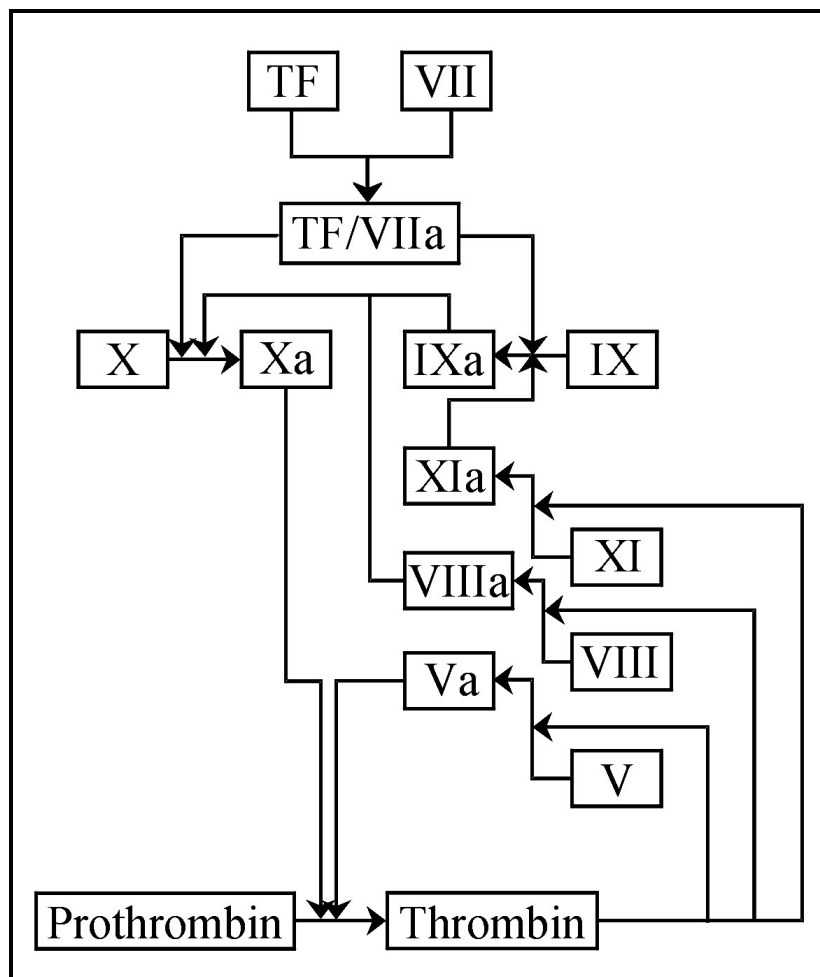 TF
VII
TF/VIIa
X
Xa
IXa
IX
XIa
XI
VIIIa
VIII
Va
V
Prothrombin
Thrombin